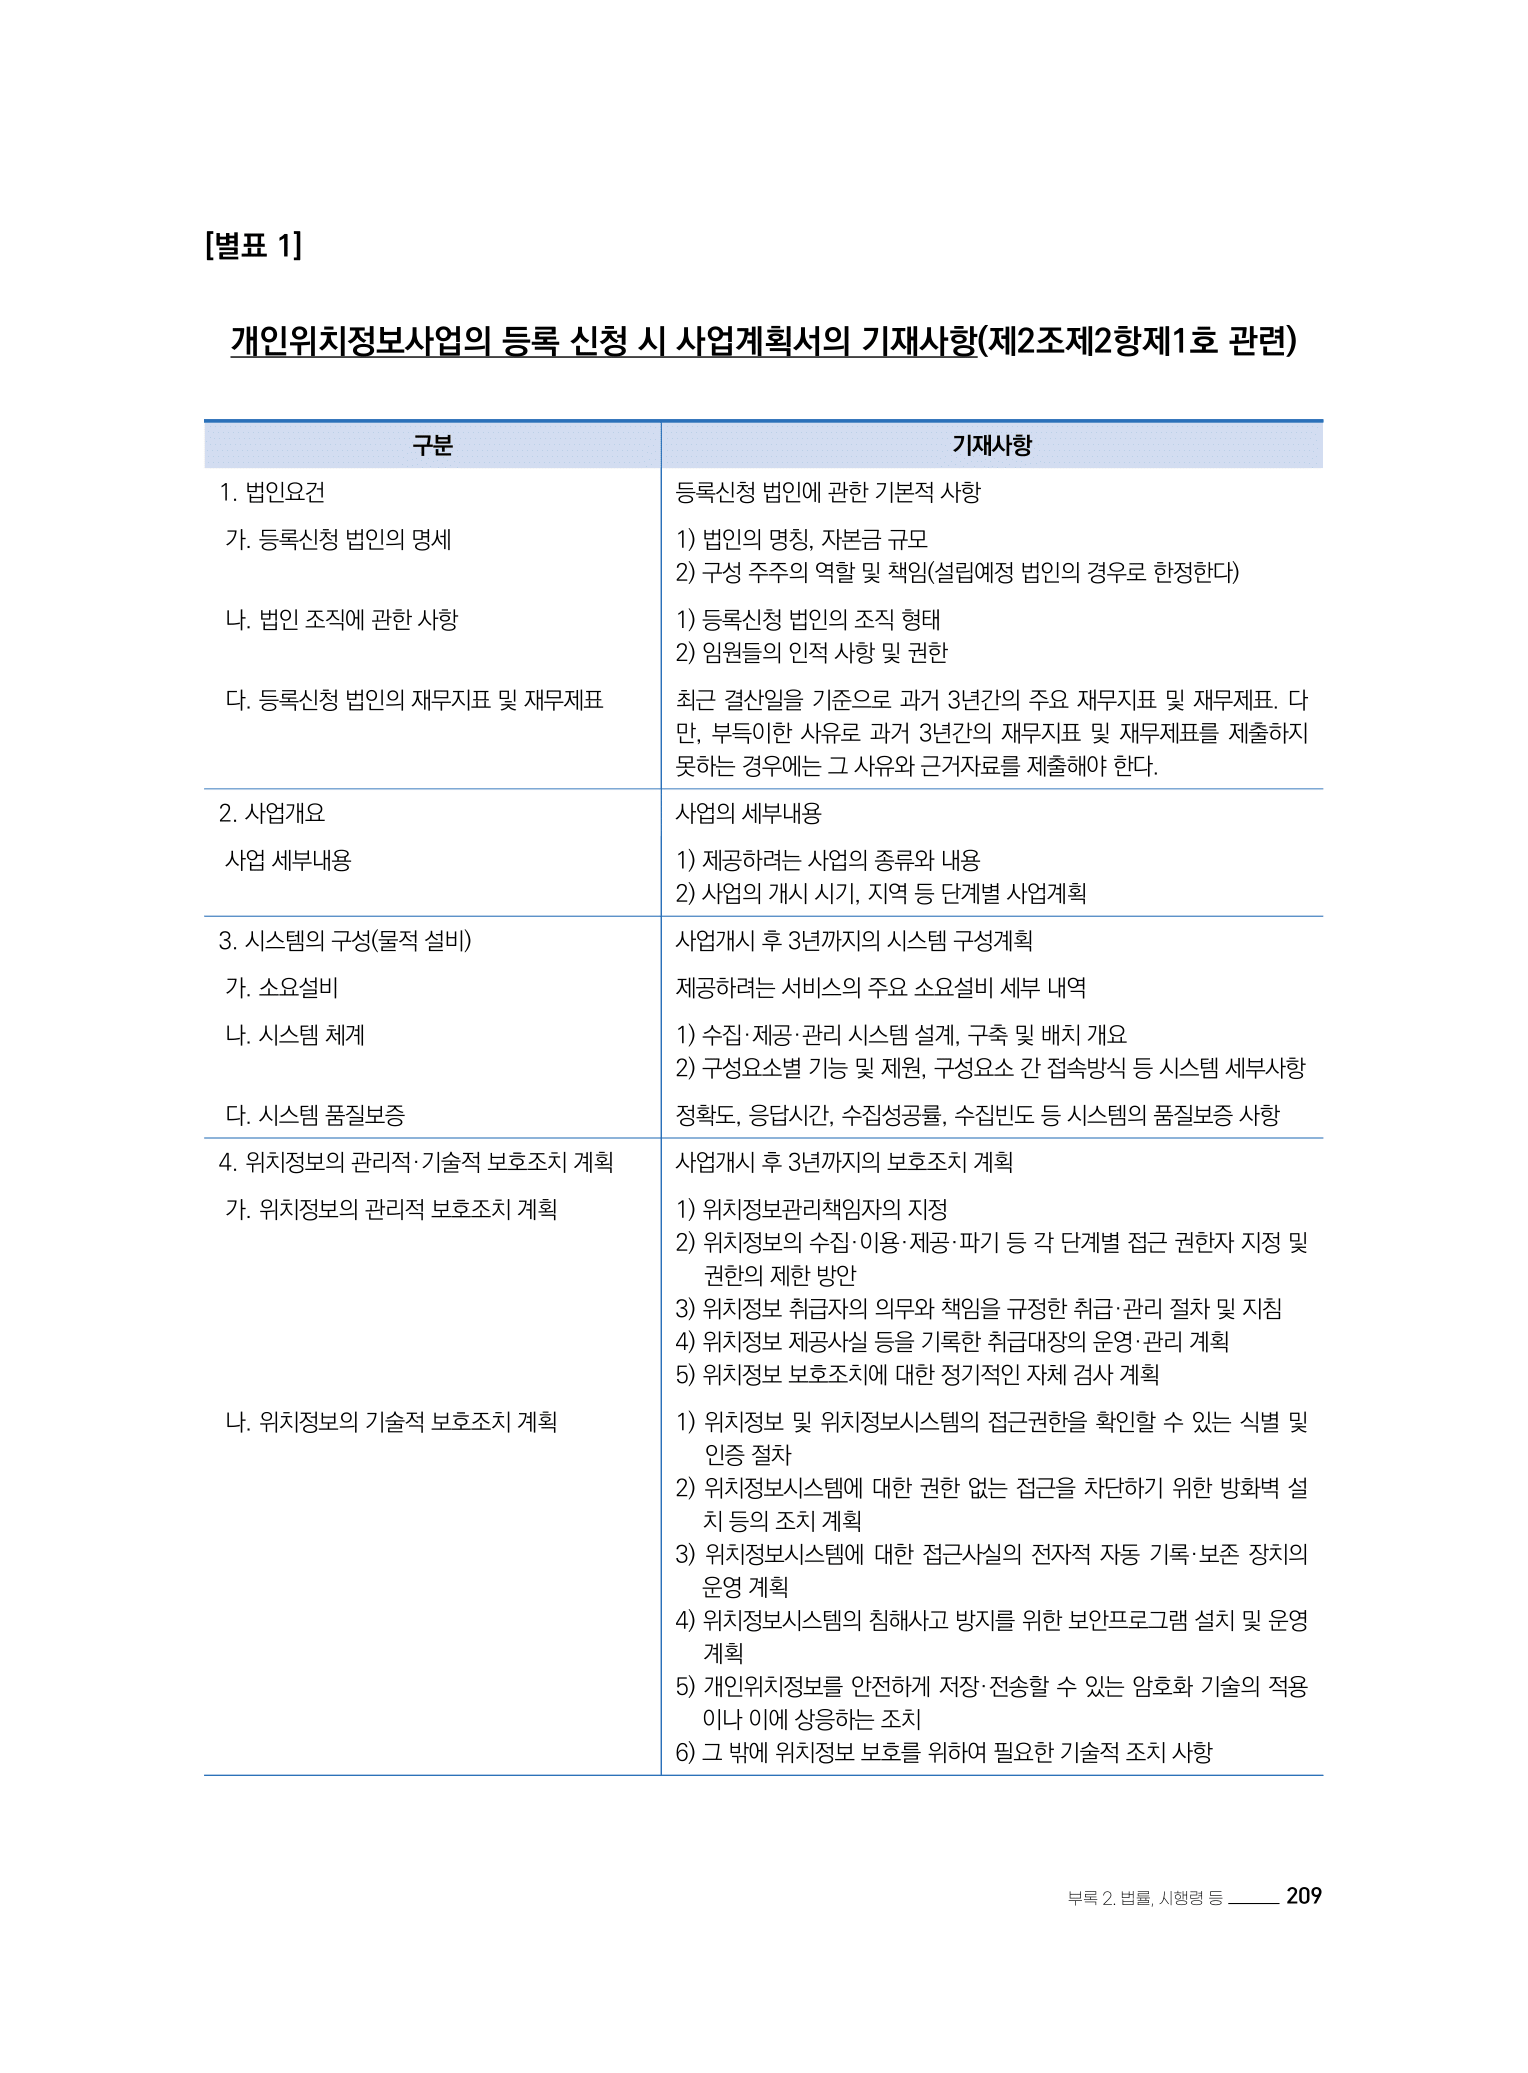 [별표 1]
개인위치정보사업의 등록 신청 시 사업계획서의 기재사항(제2조제2항제1호 관련)
구분 기재사항
1. 법인요건 등록신청 법인에 관한 기본적 사항
가. 등록신청 법인의 명세 1) 법인의 명칭, 자본금 규모
2) 구성 주주의 역할 및 책임(설립예정 법인의 경우로 한정한다)
나. 법인 조직에 관한 사항 1) 등록신청 법인의 조직 형태
2) 임원들의 인적 사항 및 권한
다. 등록신청 법인의 재무지표 및 재무제표 최근 결산일을 기준으로 과거 3년간의 주요 재무지표 및 재무제표. 다
만, 부득이한 사유로 과거 3년간의 재무지표 및 재무제표를 제출하지
못하는 경우에는 그 사유와 근거자료를 제출해야 한다.
2. 사업개요 사업의 세부내용
사업 세부내용 1) 제공하려는 사업의 종류와 내용
2) 사업의 개시 시기, 지역 등 단계별 사업계획
3. 시스템의 구성(물적 설비) 사업개시 후 3년까지의 시스템 구성계획
가. 소요설비 제공하려는 서비스의 주요 소요설비 세부 내역
나. 시스템 체계 1) 수집·제공·관리 시스템 설계, 구축 및 배치 개요
2) 구성요소별 기능 및 제원, 구성요소 간 접속방식 등 시스템 세부사항
다. 시스템 품질보증 정확도, 응답시간, 수집성공률, 수집빈도 등 시스템의 품질보증 사항
4. 위치정보의 관리적·기술적 보호조치 계획 사업개시 후 3년까지의 보호조치 계획
가. 위치정보의 관리적 보호조치 계획 1) 위치정보관리책임자의 지정
2) 위치정보의 수집·이용·제공·파기 등 각 단계별 접근 권한자 지정 및
권한의 제한 방안
3) 위치정보 취급자의 의무와 책임을 규정한 취급·관리 절차 및 지침
4) 위치정보 제공사실 등을 기록한 취급대장의 운영·관리 계획
5) 위치정보 보호조치에 대한 정기적인 자체 검사 계획
나. 위치정보의 기술적 보호조치 계획 1) 위치정보 및 위치정보시스템의 접근권한을 확인할 수 있는 식별 및
인증 절차
2) 위치정보시스템에 대한 권한 없는 접근을 차단하기 위한 방화벽 설
치 등의 조치 계획
3) 위치정보시스템에 대한 접근사실의 전자적 자동 기록·보존 장치의
운영 계획
4) 위치정보시스템의 침해사고 방지를 위한 보안프로그램 설치 및 운영
계획
5) 개인위치정보를 안전하게 저장·전송할 수 있는 암호화 기술의 적용
이나 이에 상응하는 조치
6) 그 밖에 위치정보 보호를 위하여 필요한 기술적 조치 사항
부록 2. 법률, 시행령 등 209